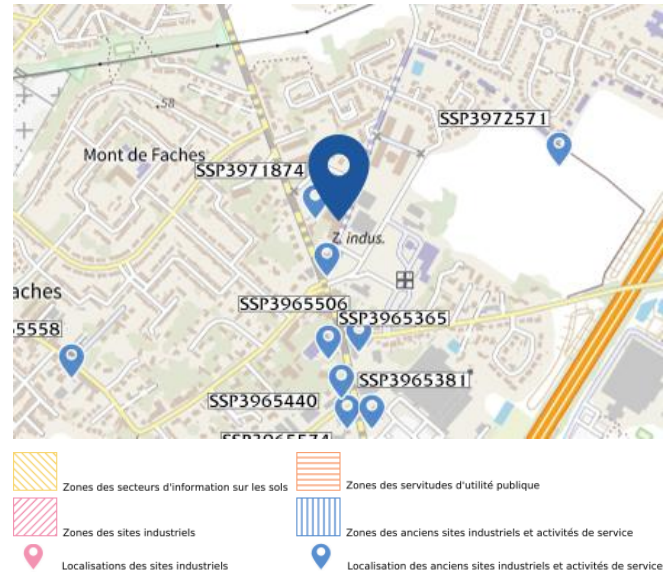 58
SSP3972571
Mont de Faches
SSP3971874
Z. indus.
aches
SSP3965506
5558
SSP3965365
SSP3965381
SSP3965440
SSP3965574
Zones des secteurs d'information sur les sols
Zones des servitudes d'utilité publique
Zones des sites industriels
Zones des anciens sites industriels et activités de service
Localisations des sites industriels
Localisation des anciens sites industriels et activités de service